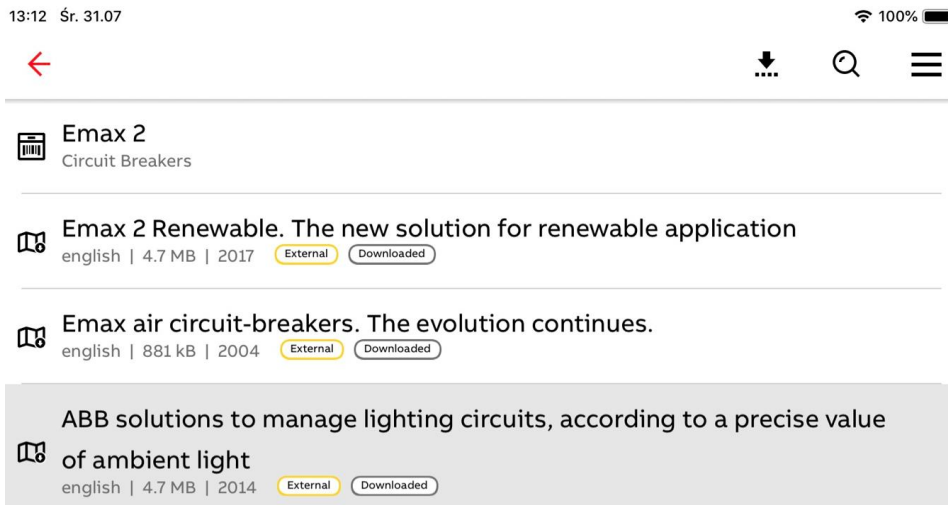 13:12 Śr. 31.07 100%
Emax 2
Circuit Breakers
Emax 2 Renewable. The new solution for renewable application
english | 4.7 MB | 2017 External Downloaded
Emax air circuit-breakers. The evolution continues.
english | 881 kB | 2004 External Downloaded
ABB solutions to manage lighting circuits, according to a precise value
of ambient light
english | 4.7 MB | 2014 External Downloaded